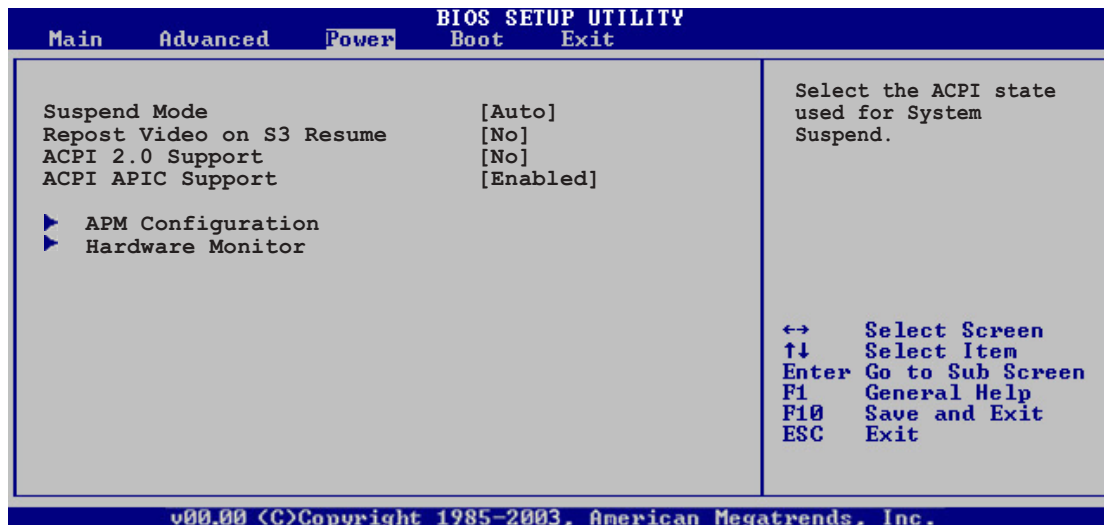 BIOS SETUP UTILITY
Main Advanced Power Boot Exit
Suspend Mode [Auto]
Repost Video on S3 Resume [No]
ACPI 2.0 Support [No]
ACPI APIC Support [Enabled]
APM Configuration
Hardware Monitor
Select the ACPI state
used for System
Suspend.
←→ Select Screen
↑↓ Select Item
Enter Go to Sub Screen
F1 General Help
F10 Save and Exit
ESC Exit
v00.00 (C)Copyright 1985-2003, American Megatrends, Inc.